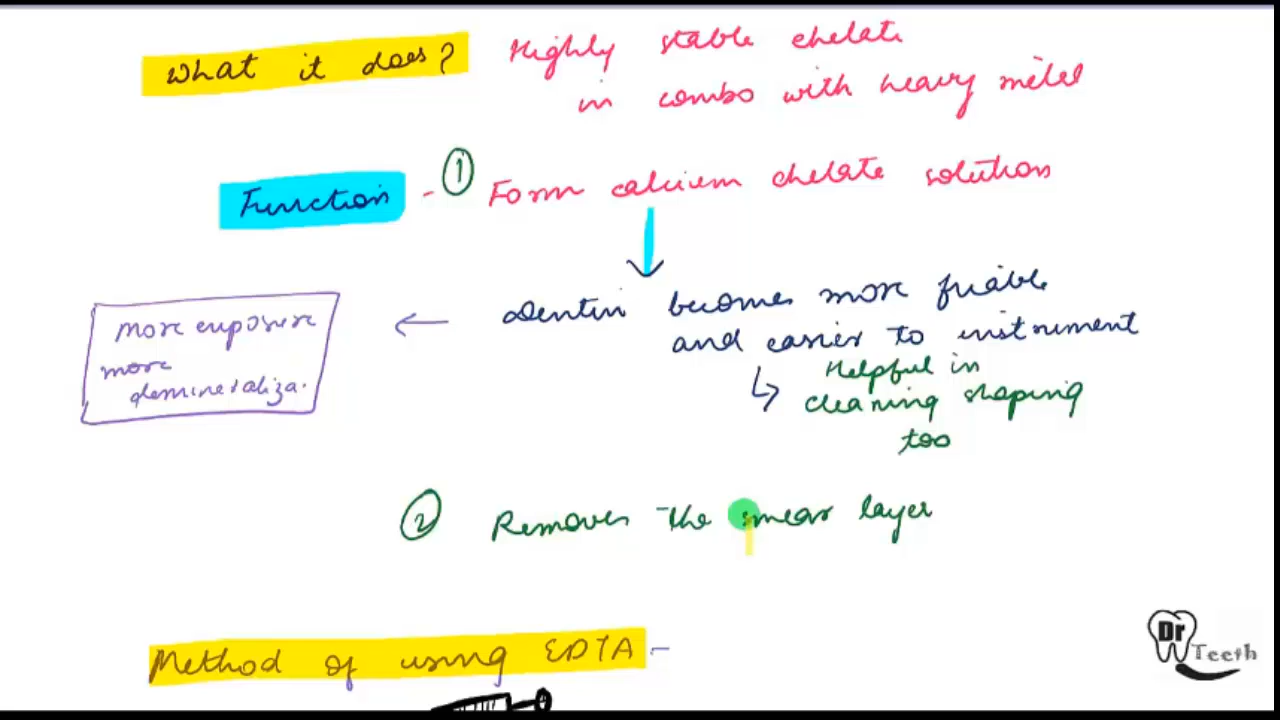 What it does?
Highly stable chelate
in combo with heavy metal
Function - ① Form calcium chelate solution
dentin becomes more friable
and easier to instrument
more exposure
more
demineraliza.
Helpful in
cleaning shaping
too
② Removes the smear layer
Method of using EDTA -
Dr
Teeth